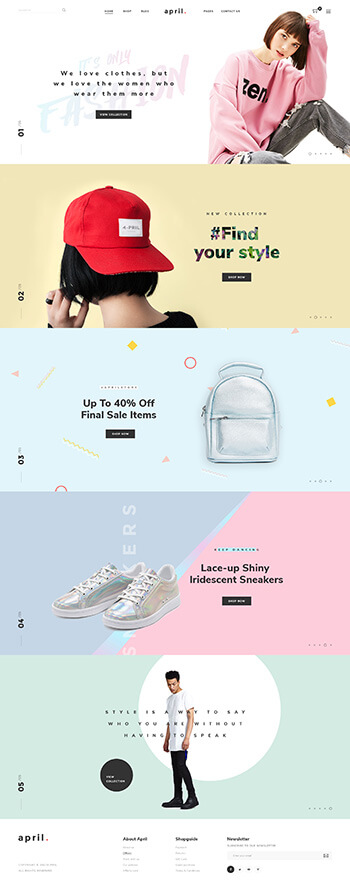 SEARCH
HOME
SHOP
BLOG
april.
PAGES
CONTACT US
IT'S ONLY
FASHION
We love clothes, but
we love the women who
wear them more
VIEW COLLECTION
zen
01
A-PRIL
NEW COLLECTION
#Find
your style
SHOP NOW
02
Up To 40% Off
Final Sale Items
SHOP NOW
03
SNEAKERS
KEEP DANCING
Lace-up Shiny
Iridescent Sneakers
SHOP NOW
04
STYLE IS A WAY TO SAY
WHO YOU ARE WITHOUT
HAVING TO SPEAK
VIEW
COLLECTION
05
april.
About April
Shopguide
Newsletter
SUBSCRIBE TO OUR NEWSLETTER
Offers